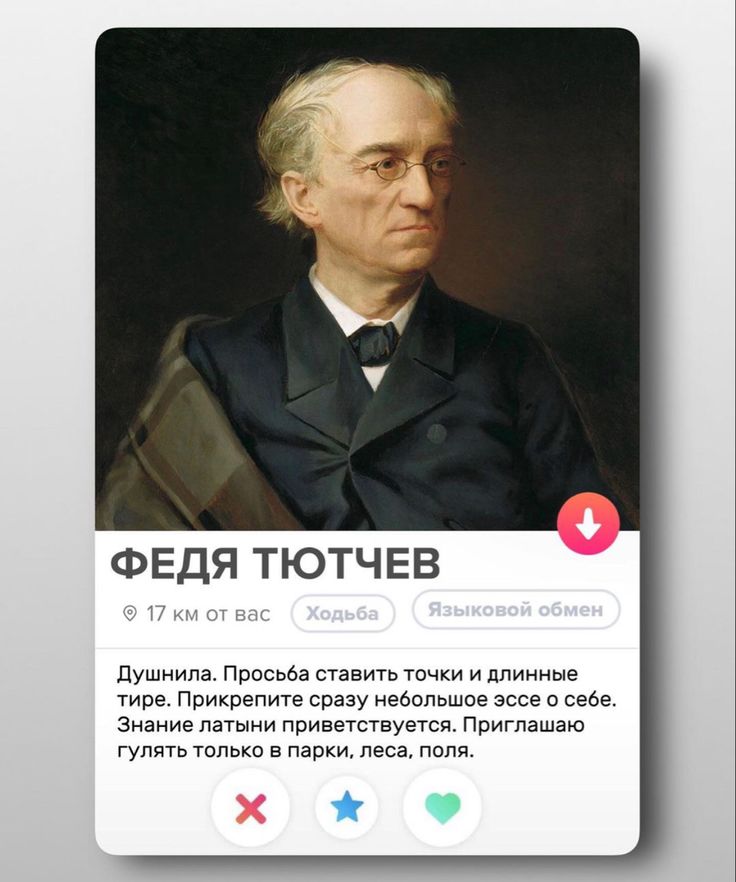 ФЕДЯ ТЮТЧЕВ
17 км от вас Ходьба Языковой обмен
Душнила. Просьба ставить точки и длинные
тире. Прикрепите сразу небольшое эссе о себе.
Знание латыни приветствуется. Приглашаю
гулять только в парки, леса, поля.